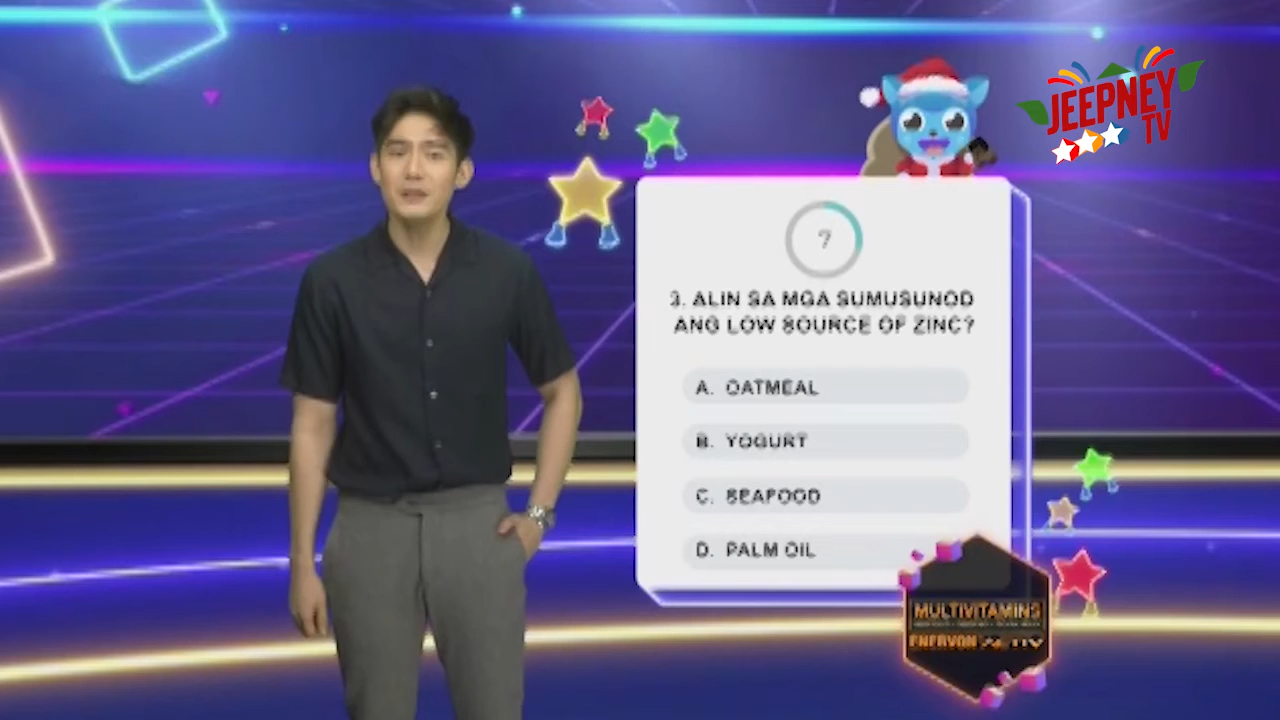 JEEPNEY
TV
7
3. ALIN SA MGA SUMUSUNOD
ANG LOW SOURCE OF ZINC?
A. OATMEAL
B. YOGURT
C. SEAFOOD
D. PALM OIL
MULTIVITAMINS
ENERVON